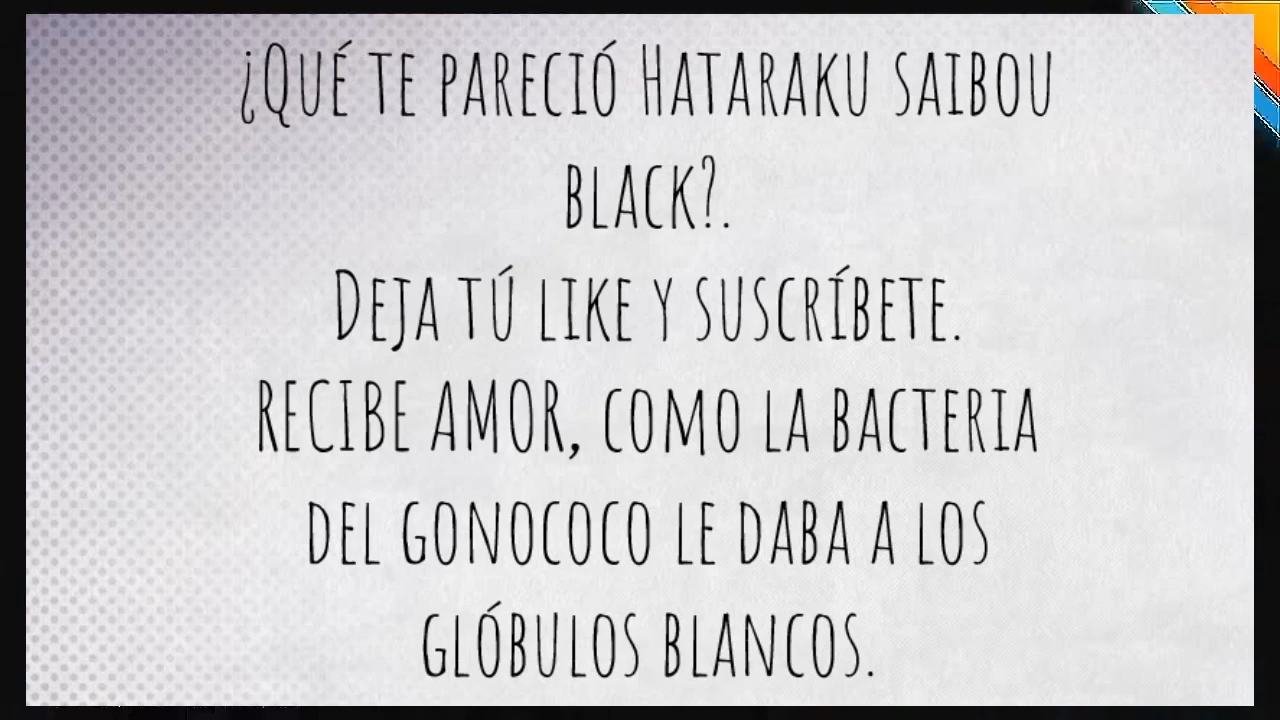 ¿Qué te pareció Hataraku saibou
black?.
Deja tú like y suscríbete.
RECIBE AMOR, como la bacteria
del gonococo le daba a los
glóbulos blancos.